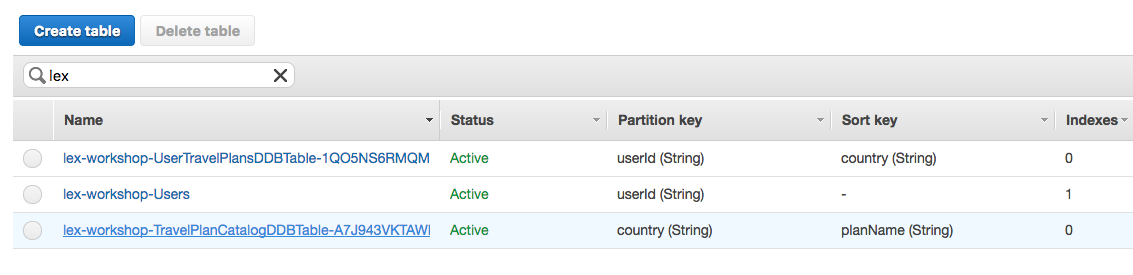 Create table Delete table
lex
Name Status Partition key Sort key Indexes
lex-workshop-UserTravelPlansDDBTable-1QO5NS6RMQM Active userId (String) country (String) 0
lex-workshop-Users Active userId (String) - 1
lex-workshop-TravelPlanCatalogDDBTable-A7J943VKTAW Active country (String) planName (String) 0